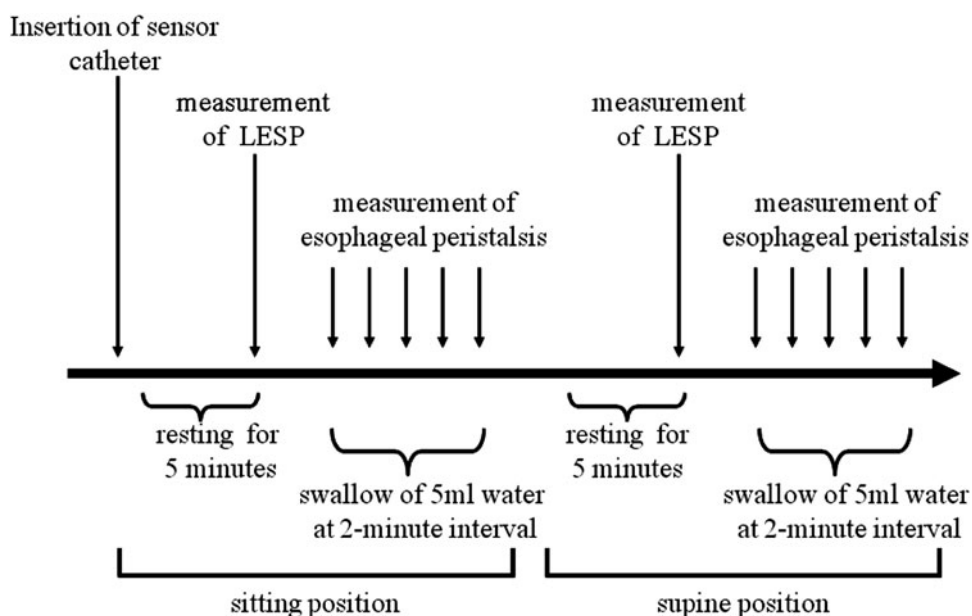 Insertion of sensor
catheter
measurement
of LESP
measurement of
esophageal peristalsis
measurement
of LESP
measurement of
esophageal peristalsis
resting for
5 minutes
swallow of 5ml water
at 2-minute interval
resting for
5 minutes
swallow of 5ml water
at 2-minute interval
sitting position
supine position